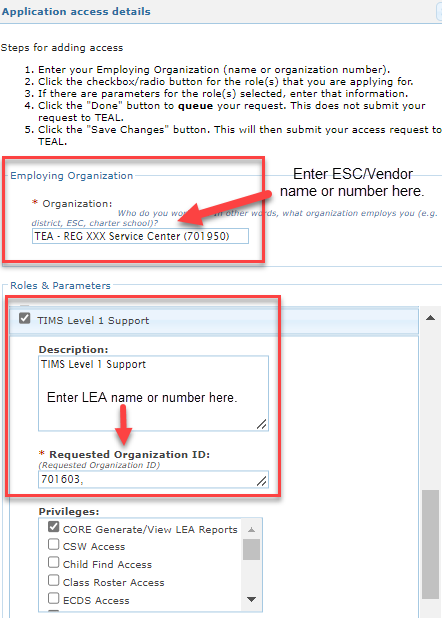 Application access details
Steps for adding access
1. Enter your Employing Organization (name or organization number).
2. Click the checkbox/radio button for the role(s) that you are applying for.
3. If there are parameters for the role(s) selected, enter that information.
4. Click the "Done" button to queue your request. This does not submit your
request to TEAL.
5. Click the "Save Changes" button. This will then submit your access request to
TEAL.
Employing Organization
Enter ESC/Vendor
name or number here.
* Organization:
Who do you wor In other words, what organization employs you (e.g.
district, ESC, charter school)?
TEA - REG XXX Service Center (701950)
Roles & Parameters
TIMS Level 1 Support
Description:
TIMS Level 1 Support
Enter LEA name or number here.
* Requested Organization ID:
(Requested Organization ID)
701603,
Privileges:
CORE Generate/View LEA Reports
CSW Access
Child Find Access
Class Roster Access
ECDS Access